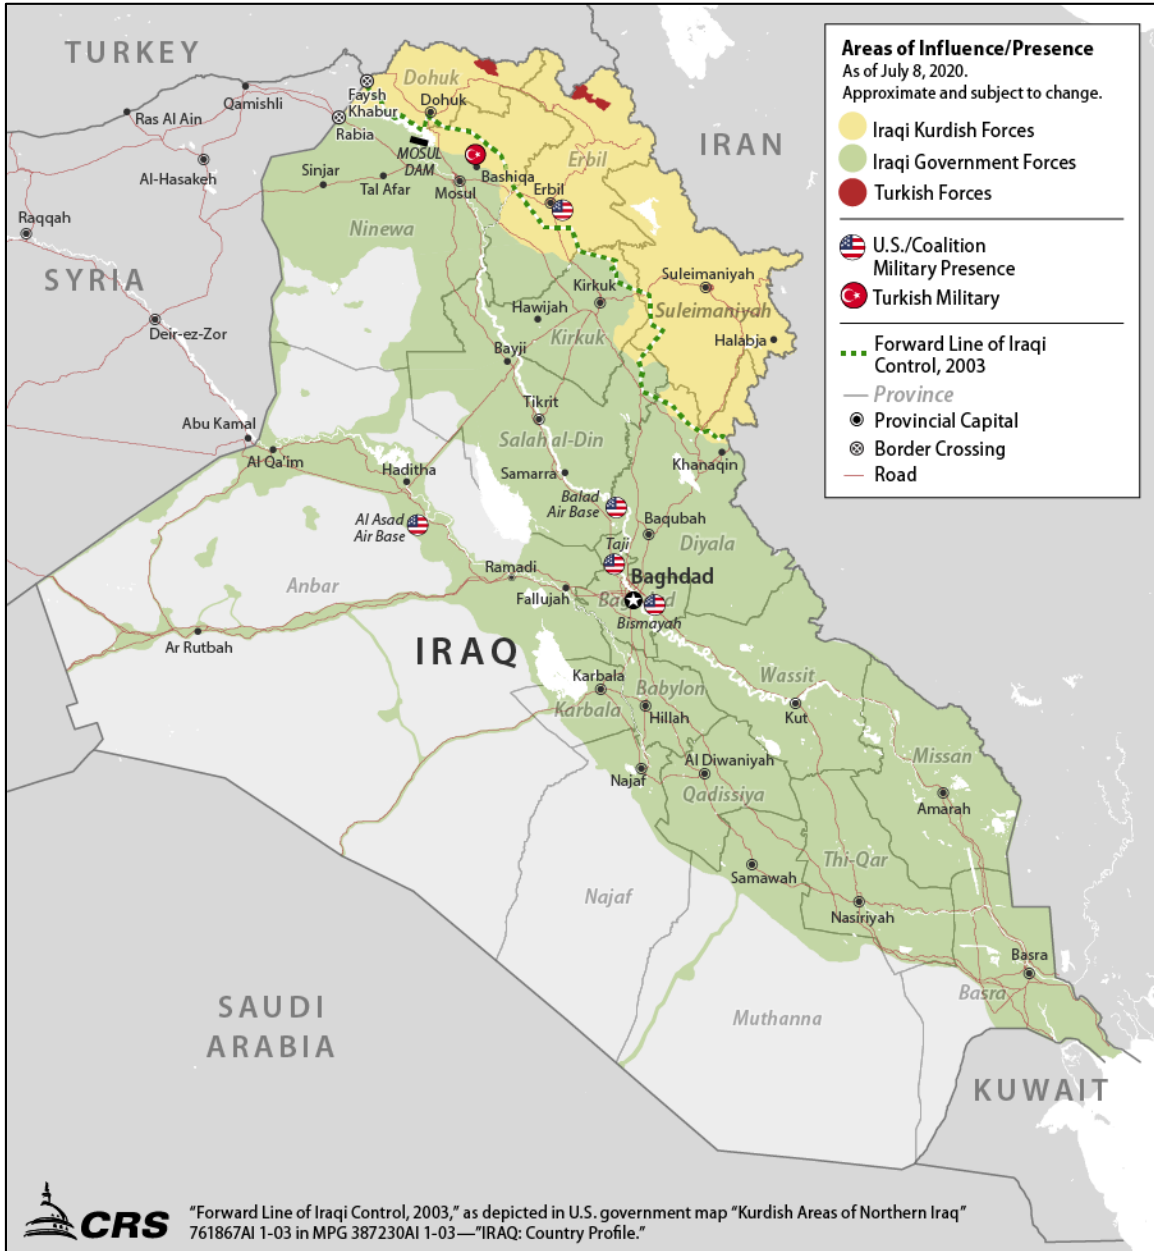 TURKEY
Areas of Influence/Presence
As of July 8, 2020.
Approximate and subject to change.
Iraqi Kurdish Forces
Iraqi Government Forces
Turkish Forces
U.S./Coalition
Military Presence
Turkish Military
Forward Line of Iraqi
Control, 2003
Province
Provincial Capital
Border Crossing
Road
Dohuk
Qamishli
Faysh
Khabur
Dohuk
Ras Al Ain
Rabia
IRAN
MOSUL
DAM
Erbil
Al-Hasakeh
Sinjar
Tal Afar
Bashiqa
Mosul
Erbil
Raqqah
Ninewa
SYRIA
Suleimaniyah
Kirkuk
Hawijah
Suleimaniyah
Deir-ez-Zor
Kirkuk
Halabja
Bayji
Tikrit
Abu Kamal
Salah al-Din
Al Qa'im
Haditha
Samarra
Khanaqin
Balad
Air Base
Al Asad
Air Base
Baqubah
Taji
Diyala
Ramadi
Baghdad
Anbar
Fallujah
Baghdad
Bismayah
Ar Rutbah
IRAQ
Karbala
Babylon
Wassit
Karbala
Hillah
Kut
Najaf
Al Diwaniyah
Missan
Qadissiya
Amarah
Thi-Qar
Samawah
Najaf
Nasiriyah
Basra
Basra
SAUDI
ARABIA
Muthanna
KUWAIT
CRS
"Forward Line of Iraqi Control, 2003," as depicted in U.S. government map "Kurdish Areas of Northern Iraq"
761867AI 1-03 in MPG 387230AI 1-03—"IRAQ: Country Profile."